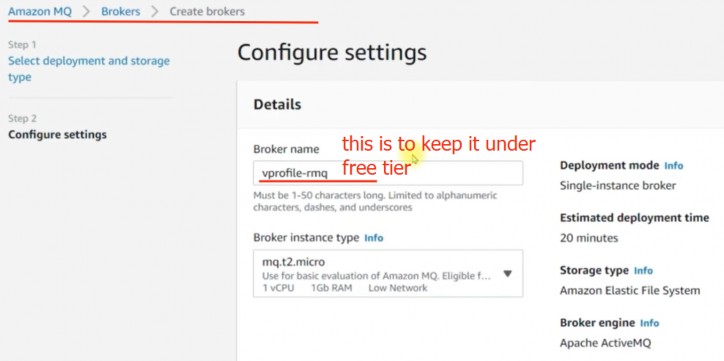 Amazon MQ > Brokers > Create brokers
Step 1
Select deployment and storage
type
Step 2
Configure settings
Configure settings
Details
Broker name
this is to keep it under
free tier
vprofile-rmq
Must be 1-50 characters long. Limited to alphanumeric
characters, dashes, and underscores
Broker instance type Info
mq.t2.micro
Use for basic evaluation of Amazon MQ. Eligible f...
1 vCPU 1Gb RAM Low Network
Deployment mode Info
Single-instance broker
Estimated deployment time
20 minutes
Storage type Info
Amazon Elastic File System
Broker engine Info
Apache ActiveMQ